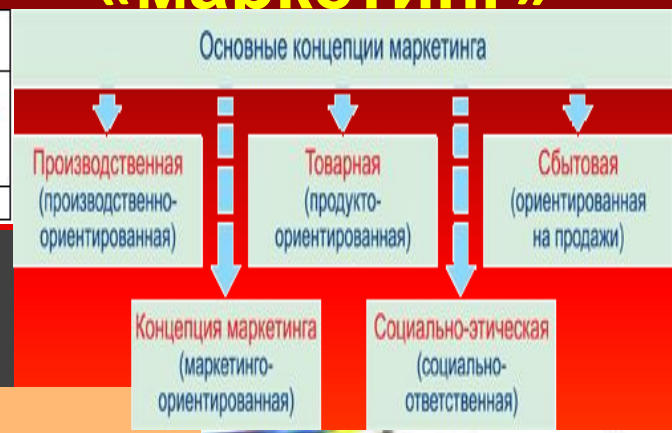 «Маркетинг»
Основные концепции маркетинга
Производственная
(производственно-
ориентированная)
Товарная
(продукто-
ориентированная)
Сбытовая
(ориентированная
на продажи)
Концепция маркетинга
(маркетинго-
ориентированная)
Социально-этическая
(социально-
ответственная)